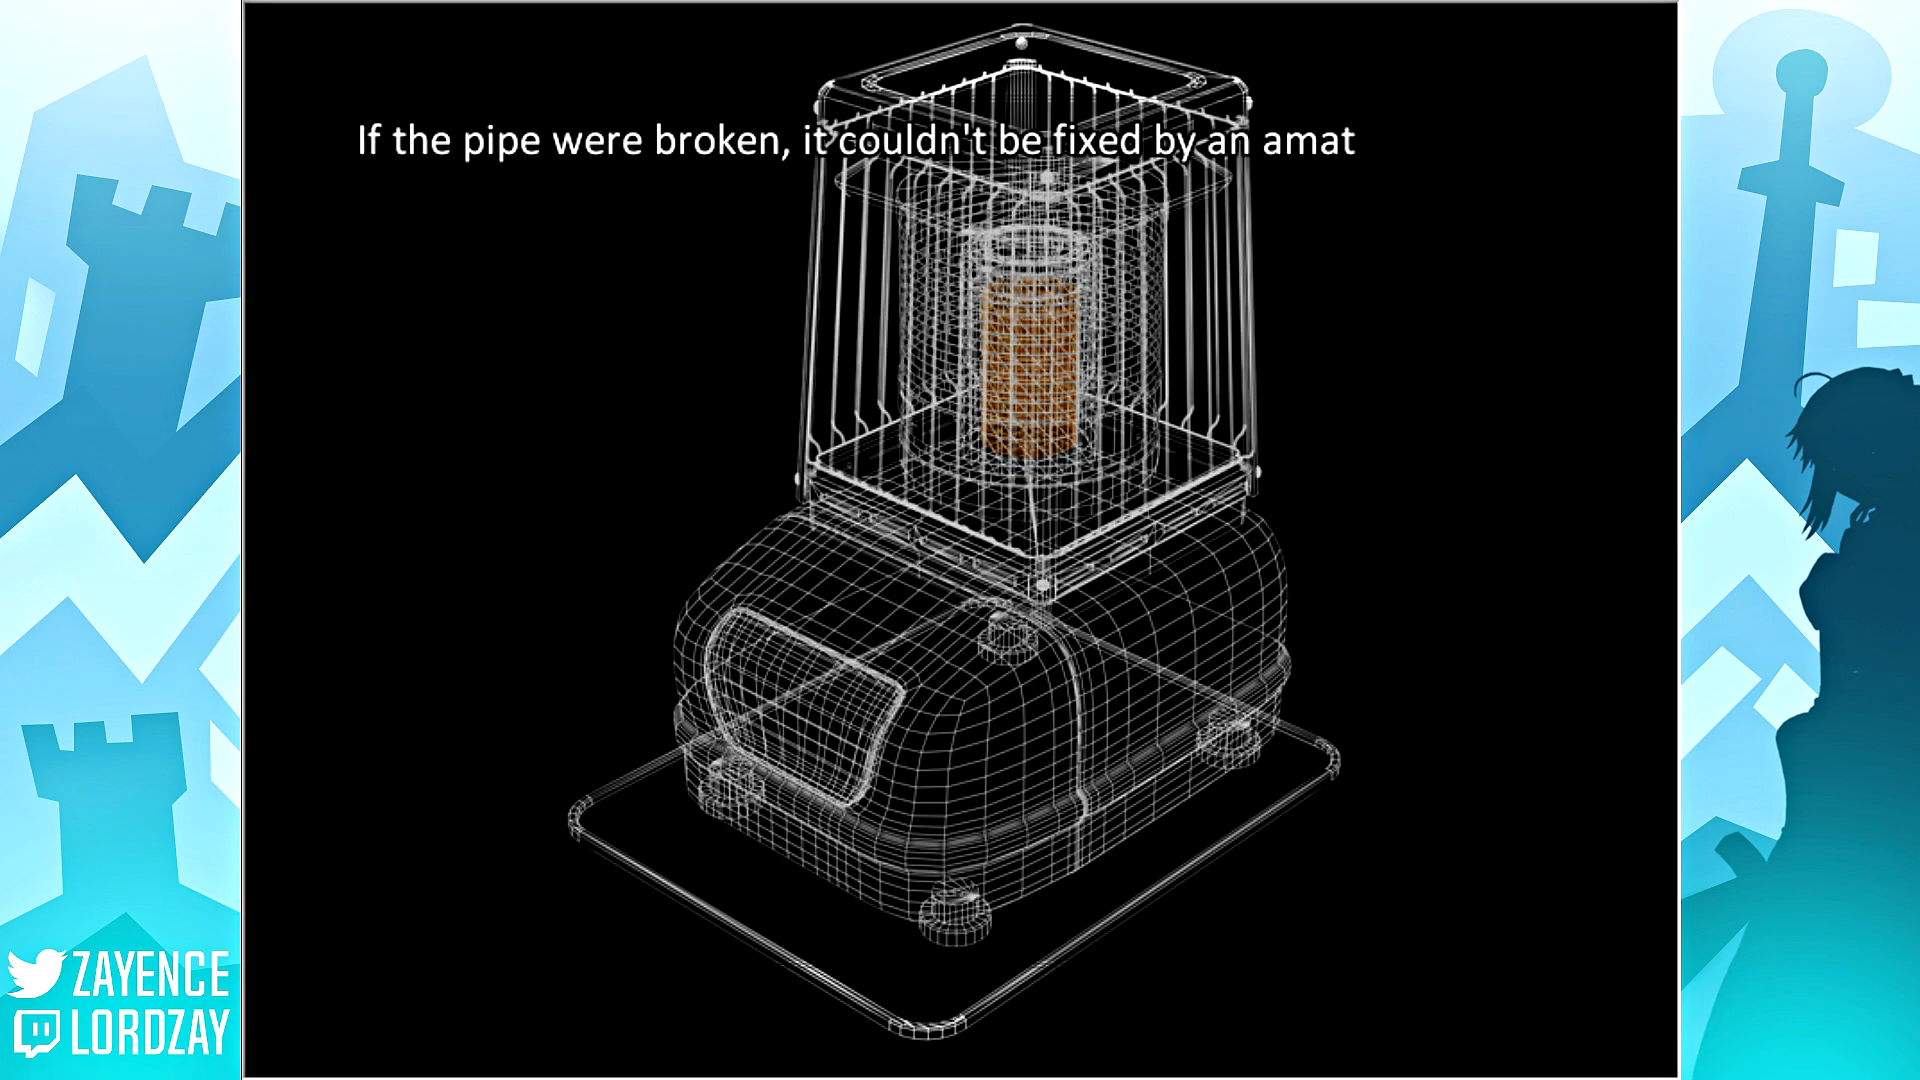 If the pipe were broken, it couldn't be fixed by an amat
ZAYENCE
LORDZAY